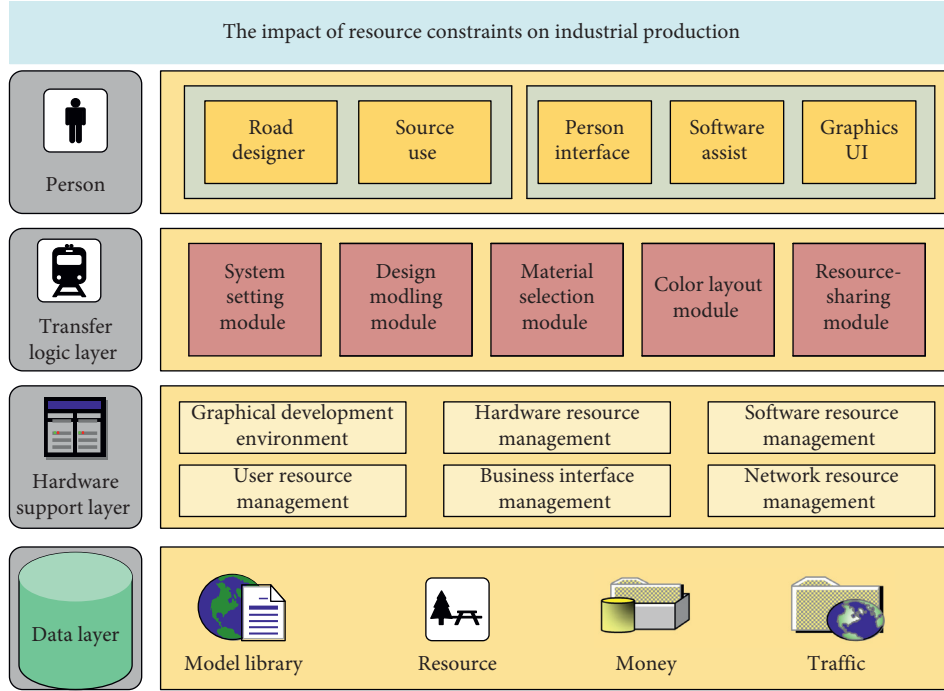 The impact of resource constraints on industrial production
Person
Road
designer
Source
use
Person
interface
Software
assist
Graphics
UI
Transfer
logic layer
System
setting
module
Design
modling
module
Material
selection
module
Color layout
module
Resource-
sharing
module
Hardware
support layer
Graphical development
environment
Hardware resource
management
Software resource
management
User resource
management
Business interface
management
Network resource
management
Data layer
Model library
Resource
Money
Traffic